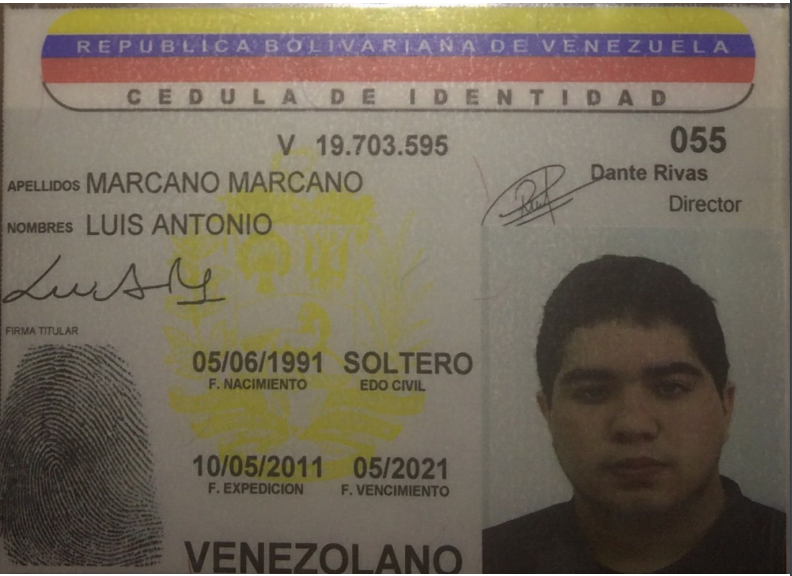 REPUBLICA BOLIVARIANA DE VENEZUELA
CEDULA DE IDENTIDAD
V 19.703.595
055
APELLIDOS MARCANO MARCANO
Dante Rivas
Director
NOMBRES LUIS ANTONIO
FIRMA TITULAR
05/06/1991 SOLTERO
F. NACIMIENTO EDO CIVIL
10/05/2011 05/2021
F. EXPEDICION F. VENCIMIENTO
VENEZOLANO